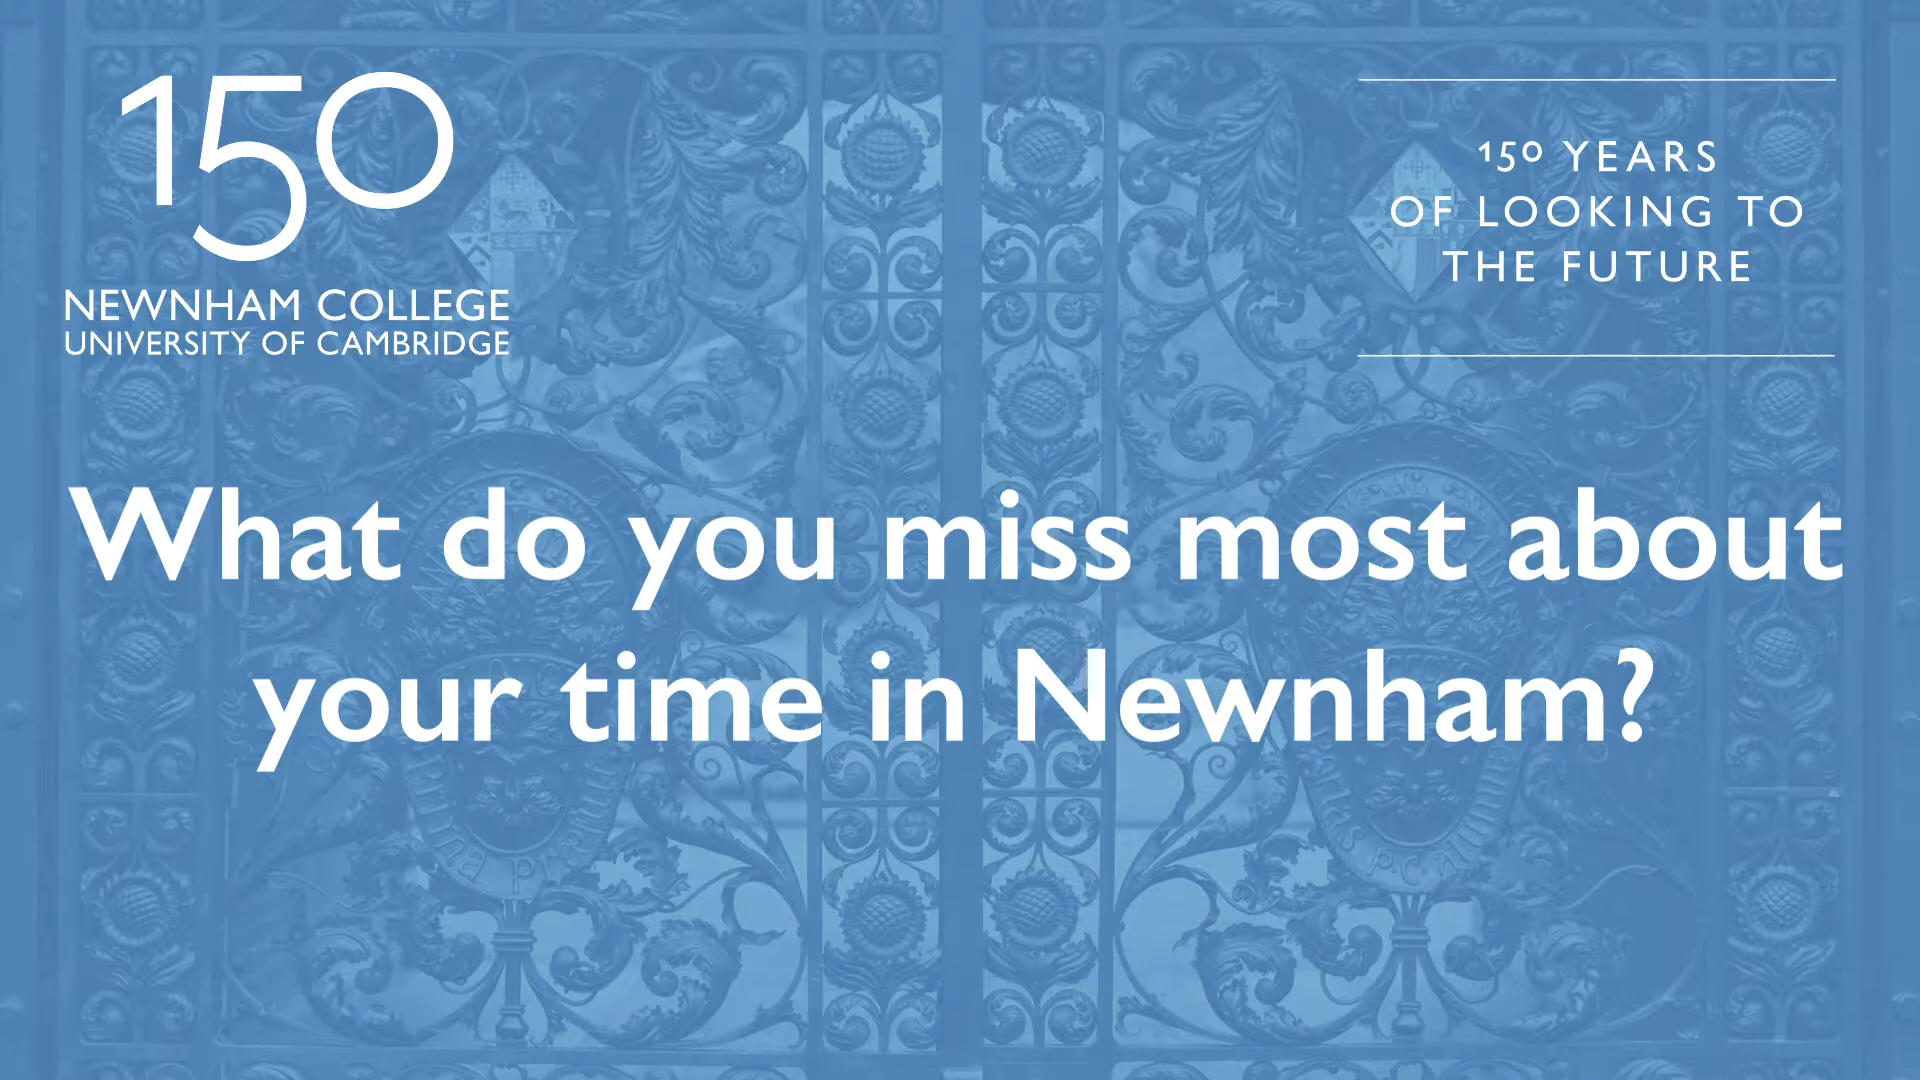 150
NEWNHAM COLLEGE
UNIVERSITY OF CAMBRIDGE
150 YEARS
OF LOOKING TO
THE FUTURE
What do you miss most about
your time in Newnham?